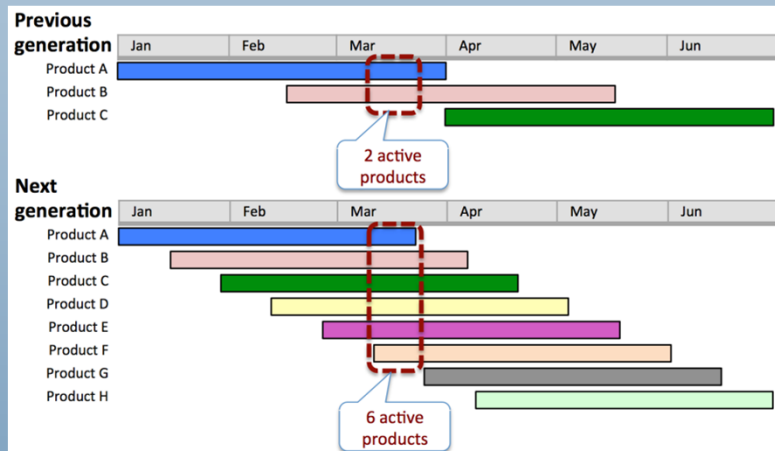 Previous
generation
Jan Feb Mar Apr May Jun
Product A
Product B
Product C
2 active
products
Next
generation
Jan Feb Mar Apr May Jun
Product A
Product B
Product C
Product D
Product E
Product F
Product G
Product H
6 active
products